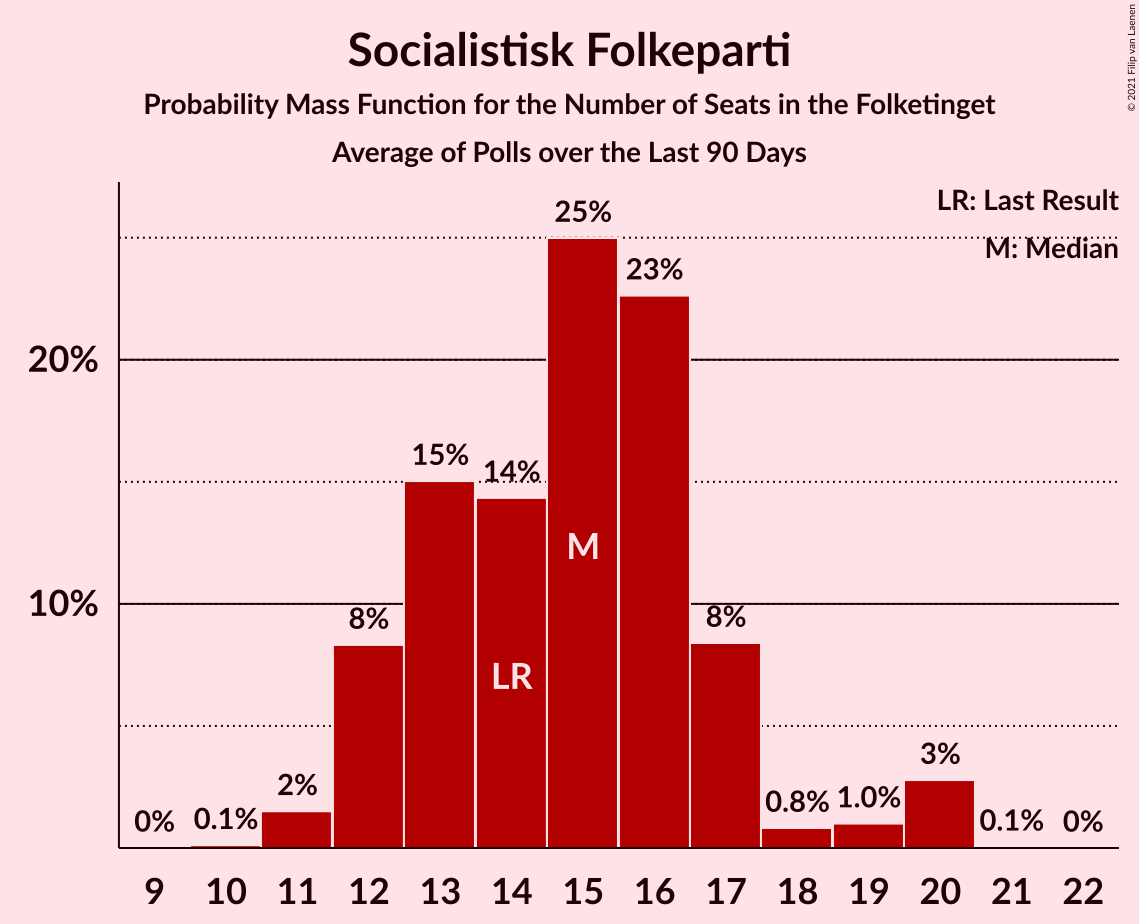 Socialistisk Folkeparti
Probability Mass Function for the Number of Seats in the Folketinget
Average of Polls over the Last 90 Days
© 2021 Filip van Laenen
LR: Last Result
M: Median
25%
23%
20%
15%
14%
M
10%
8%
8%
LR
3%
2%
0.8%
1.0%
0%
0.1%
0.1%
0%
9 10 11 12 13 14 15 16 17 18 19 20 21 22